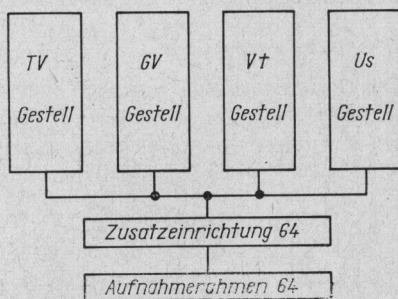 TV
Gestell
GV
Gestell
V†
Gestell
Us
Gestell
Zusatzeinrichtung 64
Aufnahmerahmen 64